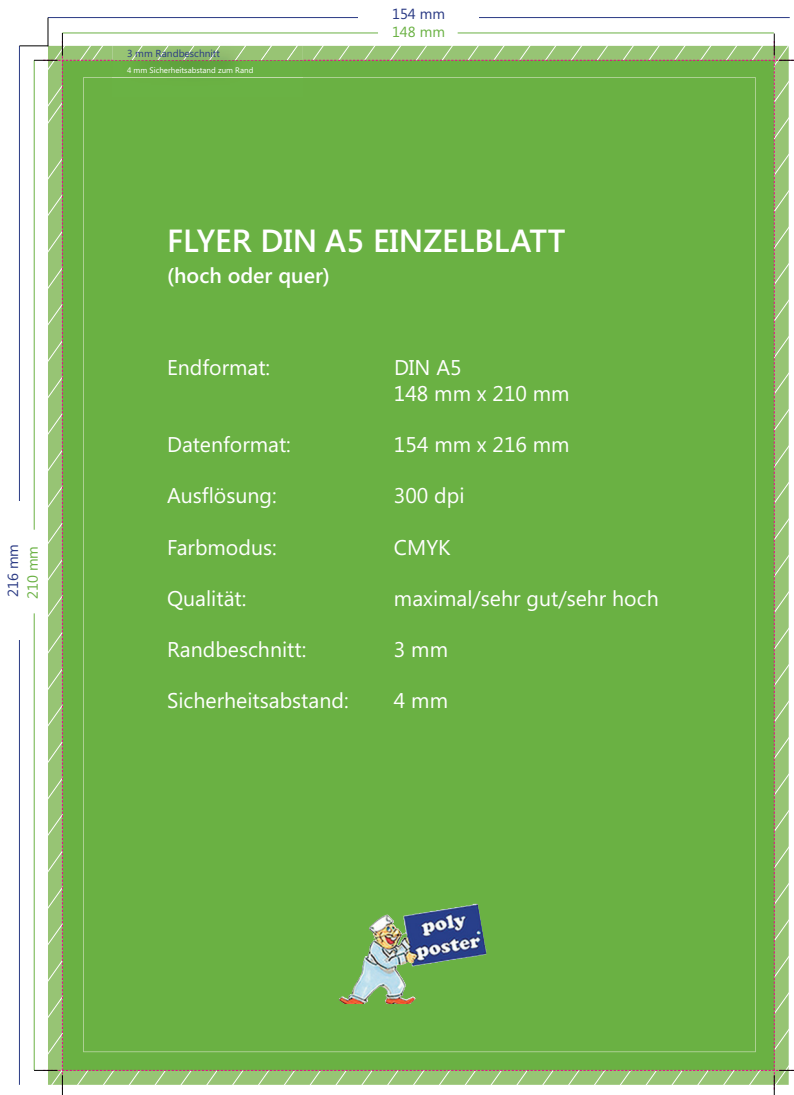 154 mm
148 mm
3 mm Randbeschnitt
4 mm Sicherheitsabstand zum Rand
FLYER DIN A5 EINZELBLATT
(hoch oder quer)
Endformat: DIN A5
148 mm x 210 mm
Datenformat: 154 mm x 216 mm
Ausflösung: 300 dpi
Farbmodus: CMYK
Qualität: maximal/sehr gut/sehr hoch
Randbeschnitt: 3 mm
Sicherheitsabstand: 4 mm
216 mm
210 mm
poly
poster